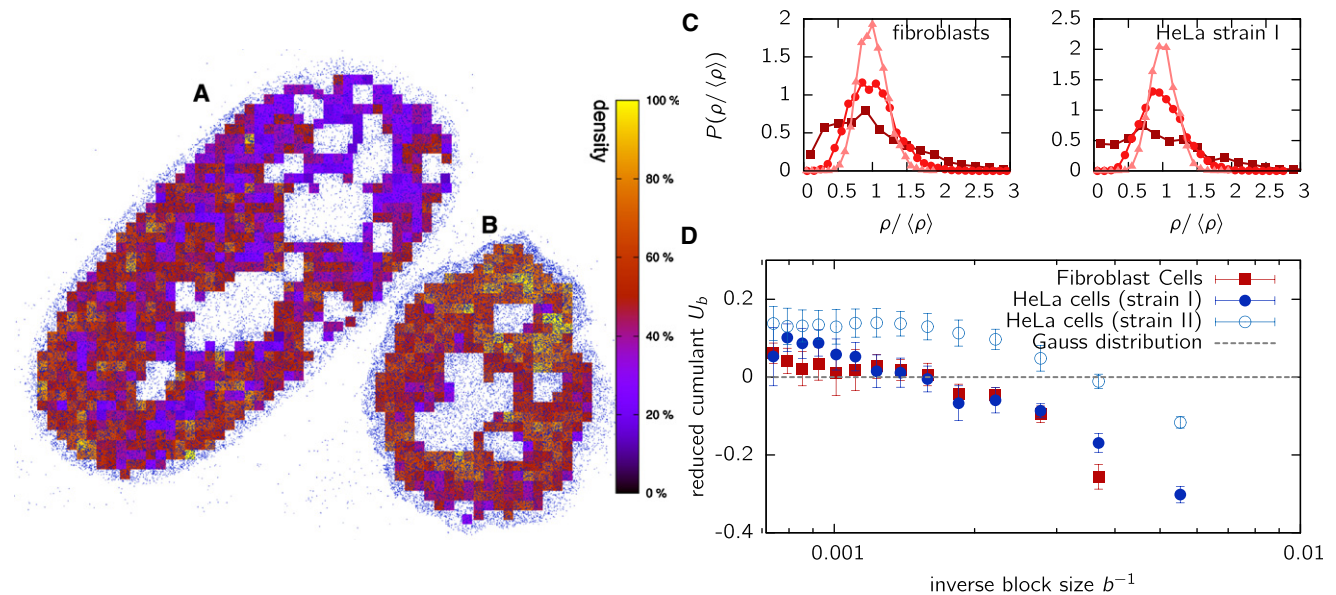 A
B
density
100 %
80 %
60 %
40 %
20 %
0 %
C
fibroblasts
P(ρ/ ⟨ρ⟩)
2
1.5
1
0.5
0
0 0.5 1 1.5 2 2.5 3
ρ/ ⟨ρ⟩
HeLa strain I
2.5
2
1.5
1
0.5
0
0 0.5 1 1.5 2 2.5 3
ρ/ ⟨ρ⟩
D
Fibroblast Cells
HeLa cells (strain I)
HeLa cells (strain II)
Gauss distribution
reduced cumulant U_b
0.2
0
-0.2
-0.4
0.001 0.01
inverse block size b⁻¹